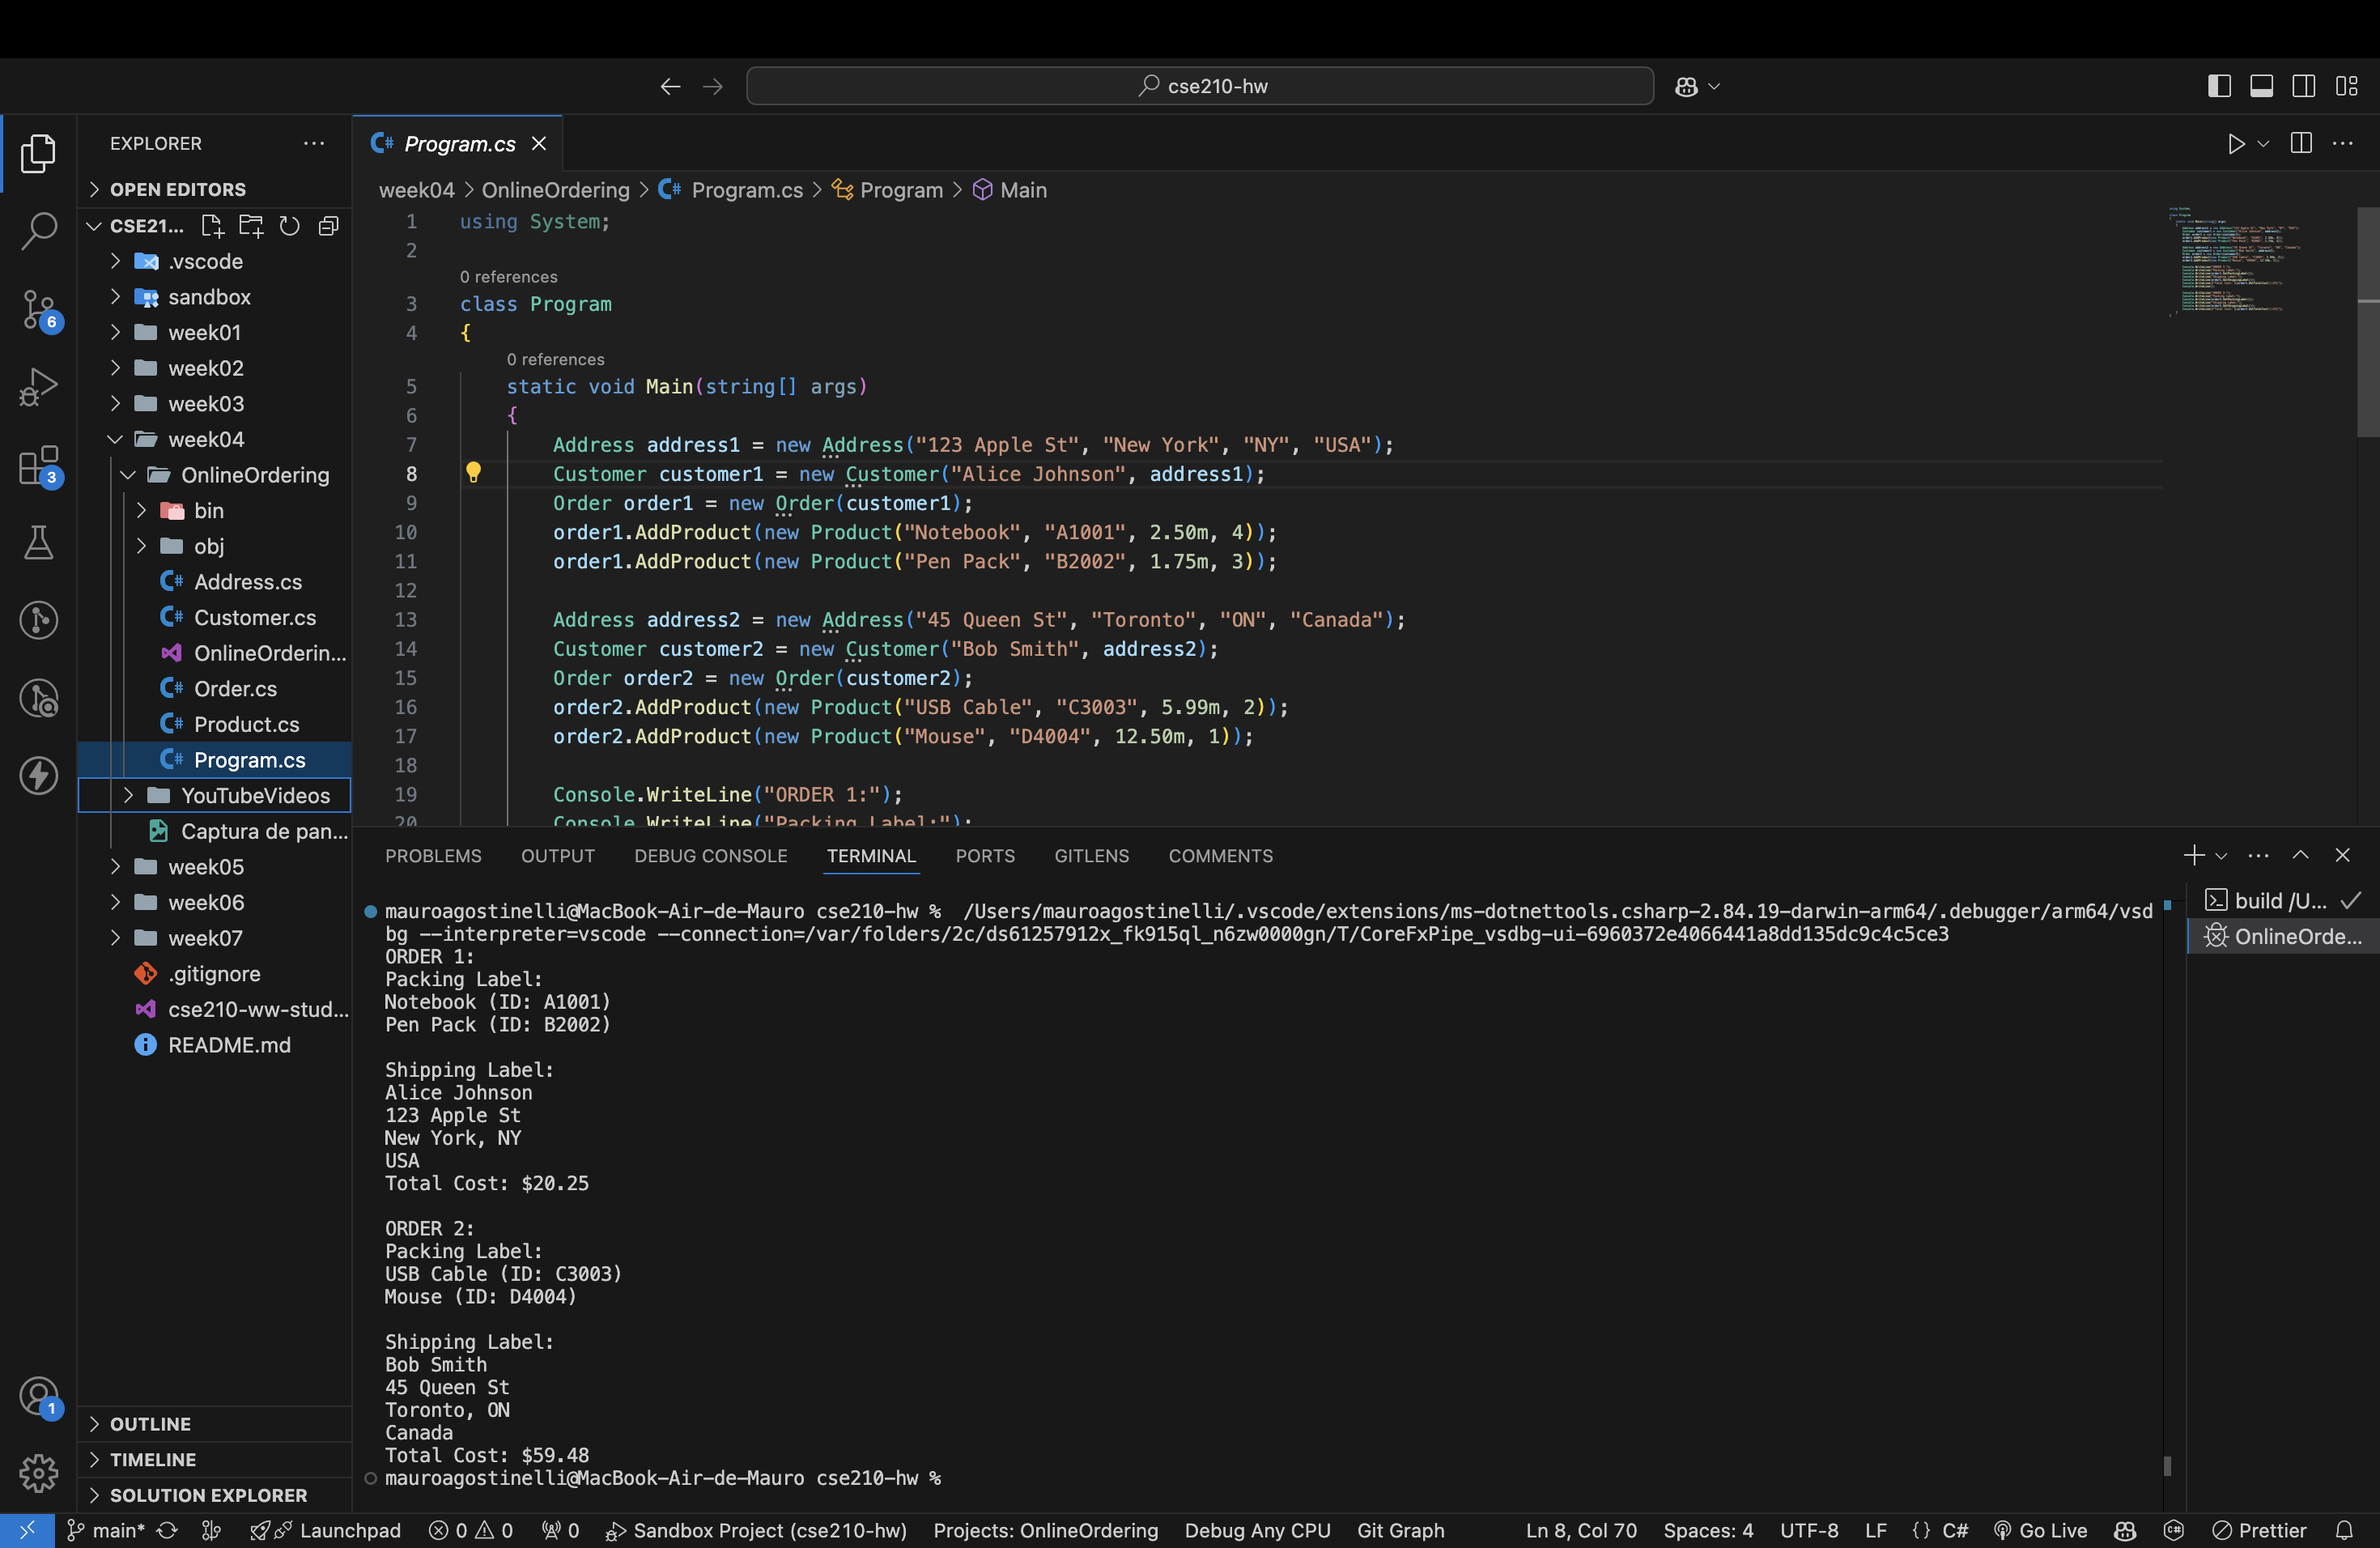 cse210-hw
EXPLORER
Program.cs
OPEN EDITORS
week04 > OnlineOrdering > Program.cs > Program > Main
CSE21...
.vscode
sandbox
week01
week02
week03
week04
OnlineOrdering
bin
obj
Address.cs
Customer.cs
OnlineOrderin...
Order.cs
Product.cs
Program.cs
YouTubeVideos
Captura de pan...
week05
week06
week07
.gitignore
cse210-ww-stud...
README.md
OUTLINE
TIMELINE
SOLUTION EXPLORER
6
3
1
1 using System;
2
0 references
3 class Program
4 {
0 references
5 static void Main(string[] args)
6 {
7 Address address1 = new Address("123 Apple St", "New York", "NY", "USA");
8 Customer customer1 = new Customer("Alice Johnson", address1);
9 Order order1 = new Order(customer1);
10 order1.AddProduct(new Product("Notebook", "A1001", 2.50m, 4));
11 order1.AddProduct(new Product("Pen Pack", "B2002", 1.75m, 3));
12
13 Address address2 = new Address("45 Queen St", "Toronto", "ON", "Canada");
14 Customer customer2 = new Customer("Bob Smith", address2);
15 Order order2 = new Order(customer2);
16 order2.AddProduct(new Product("USB Cable", "C3003", 5.99m, 2));
17 order2.AddProduct(new Product("Mouse", "D4004", 12.50m, 1));
18
19 Console.WriteLine("ORDER 1:");
20 Console.WriteLine("Packing Label:");
PROBLEMS OUTPUT DEBUG CONSOLE TERMINAL PORTS GITLENS COMMENTS
build /U...
OnlineOrde...
mauroagostinelli@MacBook-Air-de-Mauro cse210-hw % /Users/mauroagostinelli/.vscode/extensions/ms-dotnettools.csharp-2.84.19-darwin-arm64/.debugger/arm64/vsd
bg --interpreter=vscode --connection=/var/folders/2c/ds61257912x_fk915ql_n6zw0000gn/T/CoreFxPipe_vsdbg-ui-6960372e4066441a8dd135dc9c4c5ce3
ORDER 1:
Packing Label:
Notebook (ID: A1001)
Pen Pack (ID: B2002)

Shipping Label:
Alice Johnson
123 Apple St
New York, NY
USA
Total Cost: $20.25

ORDER 2:
Packing Label:
USB Cable (ID: C3003)
Mouse (ID: D4004)

Shipping Label:
Bob Smith
45 Queen St
Toronto, ON
Canada
Total Cost: $59.48
mauroagostinelli@MacBook-Air-de-Mauro cse210-hw %
main* Launchpad 0 0 0 Sandbox Project (cse210-hw) Projects: OnlineOrdering Debug Any CPU Git Graph Ln 8, Col 70 Spaces: 4 UTF-8 LF {} C# Go Live Prettier